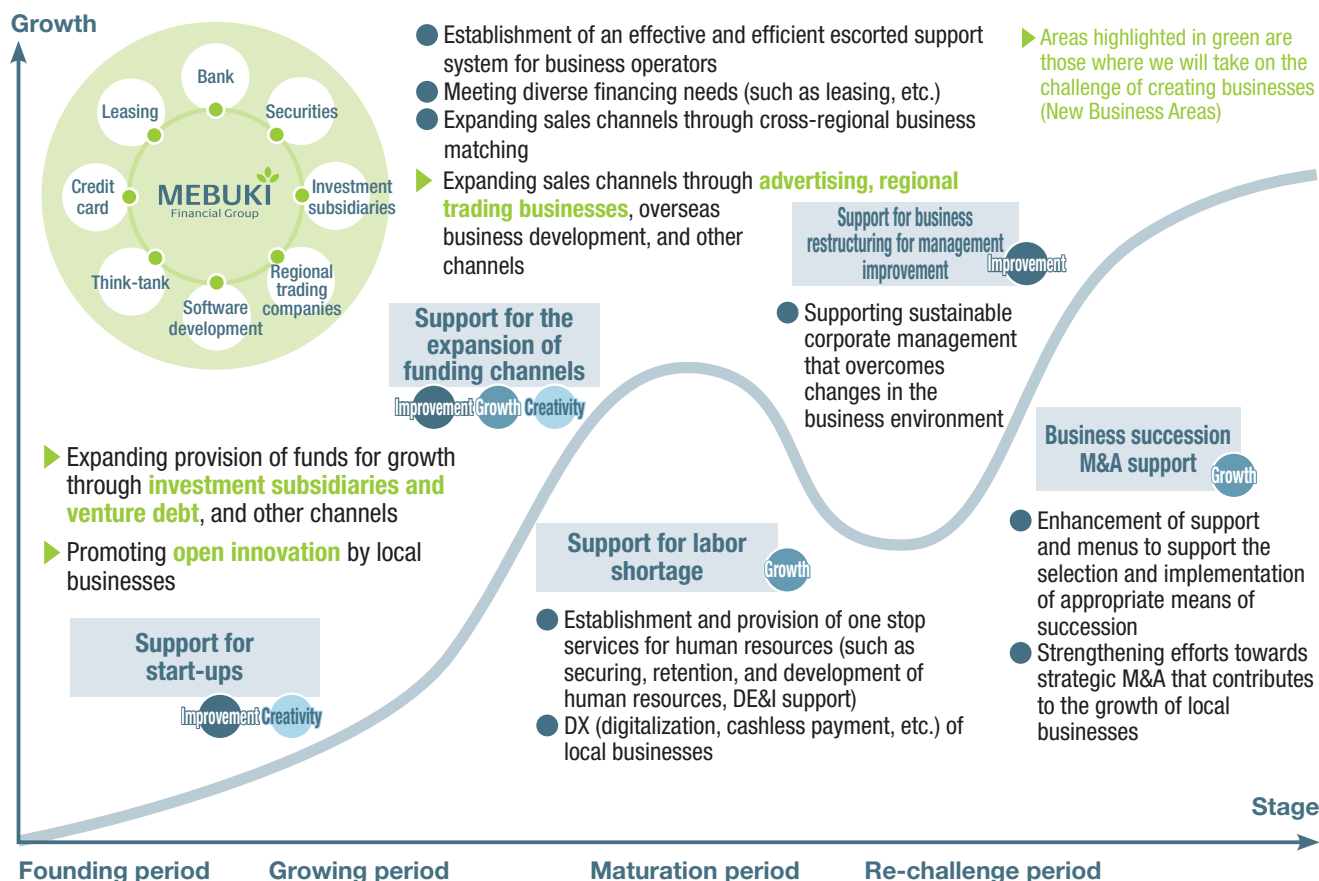 Growth
Bank
Leasing
Securities
Credit
card
MEBUKI
Financial Group
Investment
subsidiaries
Think-tank
Regional
trading
companies
Software
development
Establishment of an effective and efficient escorted support
system for business operators
Meeting diverse financing needs (such as leasing, etc.)
Expanding sales channels through cross-regional business
matching
Expanding sales channels through advertising, regional
trading businesses, overseas
business development, and other
channels
Areas highlighted in green are
those where we will take on the
challenge of creating businesses
(New Business Areas)
Support for business
restructuring for management
improvement
Improvement
Supporting sustainable
corporate management
that overcomes
changes in the
business environment
Support for the
expansion of
funding channels
Improvement Growth Creativity
Expanding provision of funds for growth
through investment subsidiaries and
venture debt, and other channels
Promoting open innovation by local
businesses
Support for
start-ups
Improvement Creativity
Support for labor
shortage
Growth
Establishment and provision of one stop
services for human resources (such as
securing, retention, and development of
human resources, DE&I support)
DX (digitalization, cashless payment, etc.) of
local businesses
Business succession
M&A support
Growth
Enhancement of support
and menus to support the
selection and implementation
of appropriate means of
succession
Strengthening efforts towards
strategic M&A that contributes
to the growth of local
businesses
Stage
Founding period
Growing period
Maturation period
Re-challenge period